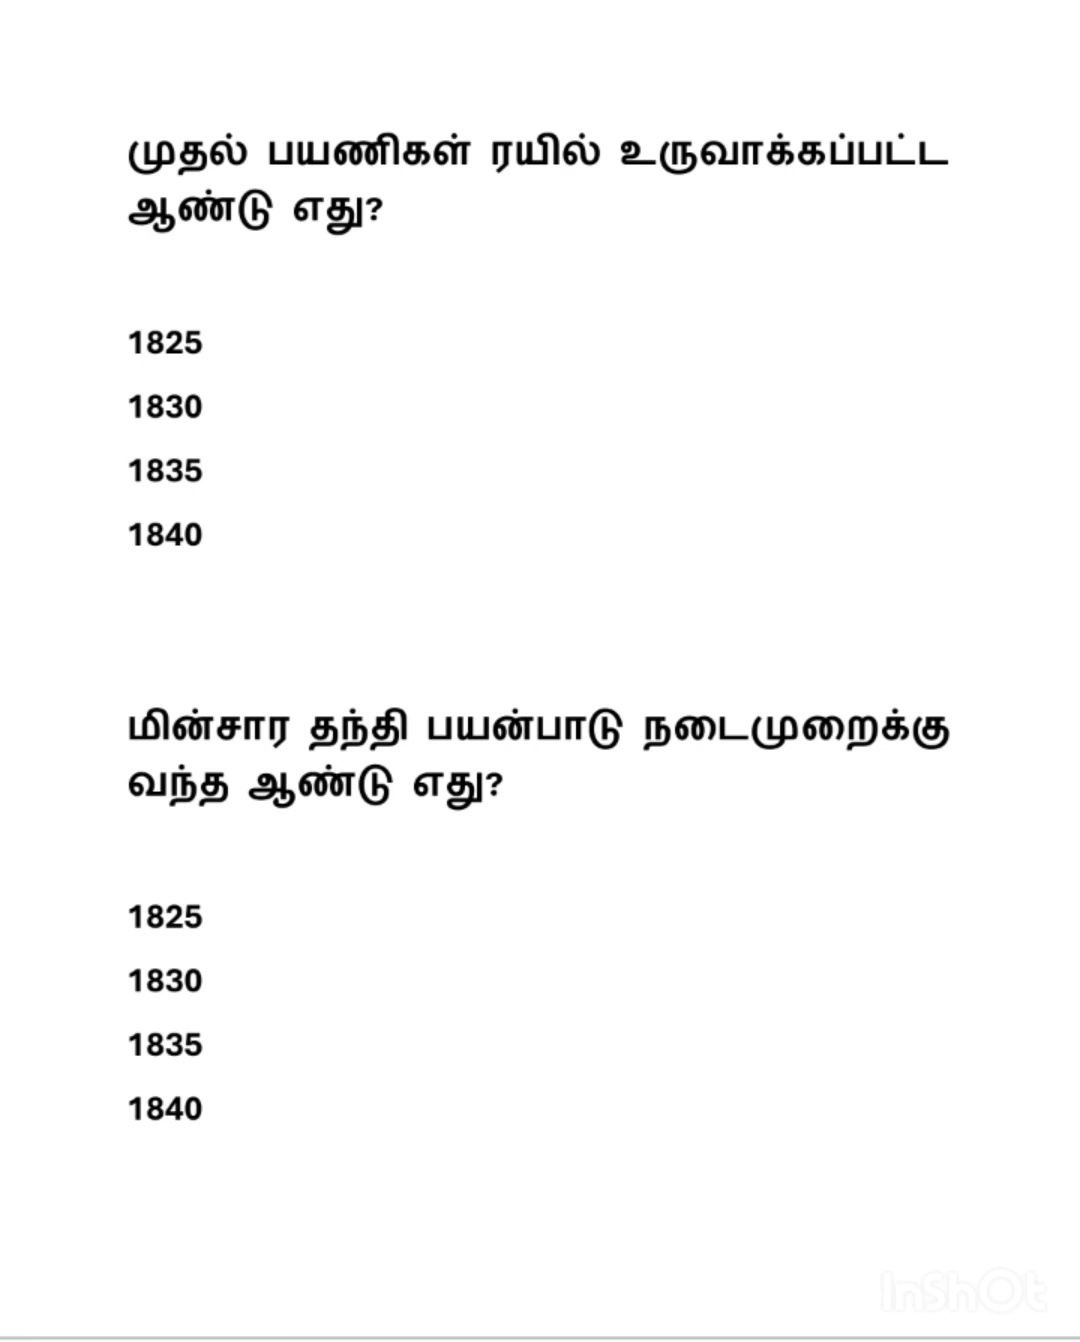 முதல் பயணிகள் ரயில் உருவாக்கப்பட்ட
ஆண்டு எது?
1825
1830
1835
1840
மின்சார தந்தி பயன்பாடு நடைமுறைக்கு
வந்த ஆண்டு எது?
1825
1830
1835
1840
InShOt